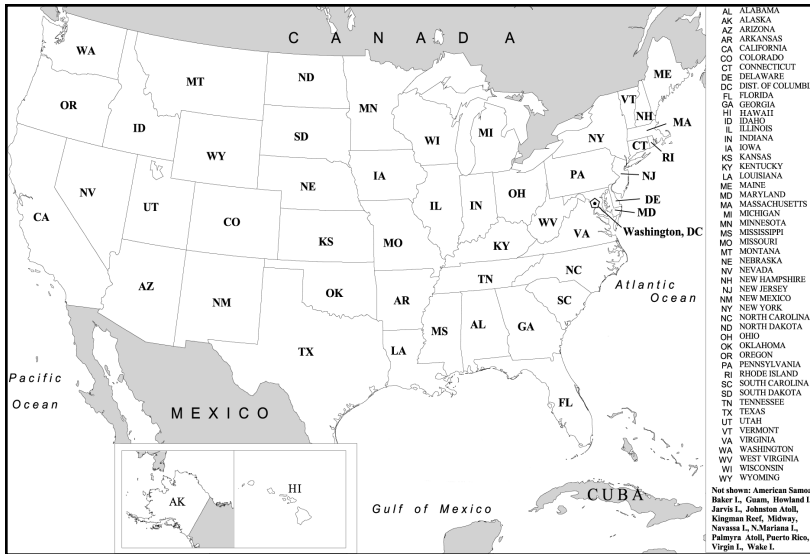 C A N A D A
WA
MT
ND
MN
ME
VT
NH
MA
OR
ID
SD
WI
MI
NY
CT
RI
WY
IA
PA
NJ
NE
OH
DE
MD
NV
UT
CO
IL
IN
WV
Washington, DC
CA
KS
MO
KY
VA
AZ
NM
OK
AR
TN
NC
Atlantic
Ocean
SC
MS
AL
GA
TX
LA
Pacific
Ocean
MEXICO
FL
AK
HI
Gulf of Mexico
CUBA
AL ALABAMA
AK ALASKA
AZ ARIZONA
AR ARKANSAS
CA CALIFORNIA
CO COLORADO
CT CONNECTICUT
DE DELAWARE
DC DIST. OF COLUMBI
FL FLORIDA
GA GEORGIA
HI HAWAII
ID IDAHO
IL ILLINOIS
IN INDIANA
IA IOWA
KS KANSAS
KY KENTUCKY
LA LOUISIANA
ME MAINE
MD MARYLAND
MA MASSACHUSETTS
MI MICHIGAN
MN MINNESOTA
MS MISSISSIPPI
MO MISSOURI
MT MONTANA
NE NEBRASKA
NV NEVADA
NH NEW HAMPSHIRE
NJ NEW JERSEY
NM NEW MEXICO
NY NEW YORK
NC NORTH CAROLINA
ND NORTH DAKOTA
OH OHIO
OK OKLAHOMA
OR OREGON
PA PENNSYLVANIA
RI RHODE ISLAND
SC SOUTH CAROLINA
SD SOUTH DAKOTA
TN TENNESSEE
TX TEXAS
UT UTAH
VT VERMONT
VA VIRGINIA
WA WASHINGTON
WV WEST VIRGINIA
WI WISCONSIN
WY WYOMING
Not shown: American Samoa
Baker I., Guam, Howland I.
Jarvis I., Johnston Atoll,
Kingman Reef, Midway,
Navassa I., N.Mariana I.,
Palmyra Atoll, Puerto Rico,
Virgin I., Wake I.